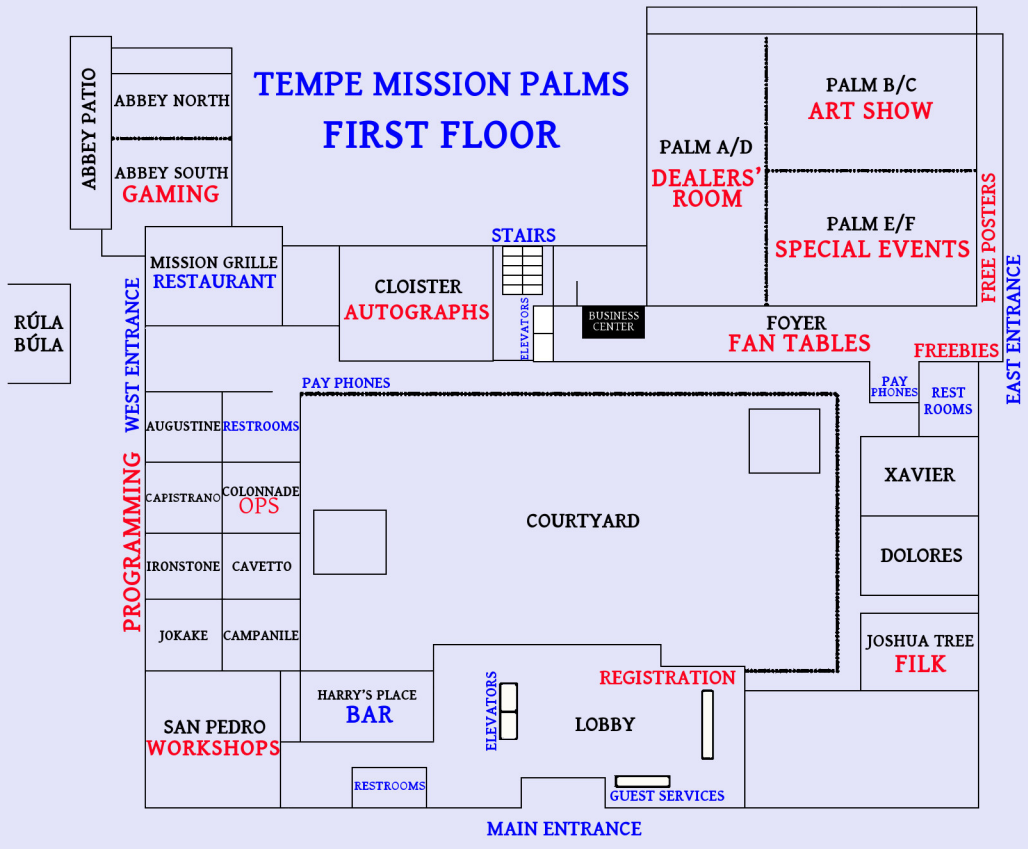 TEMPE MISSION PALMS
FIRST FLOOR
ABBEY PATIO
ABBEY NORTH
ABBEY SOUTH
GAMING
MISSION GRILLE
RESTAURANT
RÚLA
BÚLA
WEST ENTRANCE
CLOISTER
AUTOGRAPHS
STAIRS
ELEVATORS
BUSINESS
CENTER
PALM A/D
DEALERS'
ROOM
PALM B/C
ART SHOW
PALM E/F
SPECIAL EVENTS
FREE POSTERS
EAST ENTRANCE
FOYER
FAN TABLES
FREEBIES
PAY PHONES
PAY
PHONES
REST
ROOMS
AUGUSTINE
RESTROOMS
CAPISTRANO
COLONNADE
OPS
IRONSTONE
CAVETTO
JOKAKE
CAMPANILE
PROGRAMMING
COURTYARD
XAVIER
DOLORES
JOSHUA TREE
FILK
SAN PEDRO
WORKSHOPS
HARRY'S PLACE
BAR
RESTROOMS
ELEVATORS
LOBBY
REGISTRATION
GUEST SERVICES
MAIN ENTRANCE